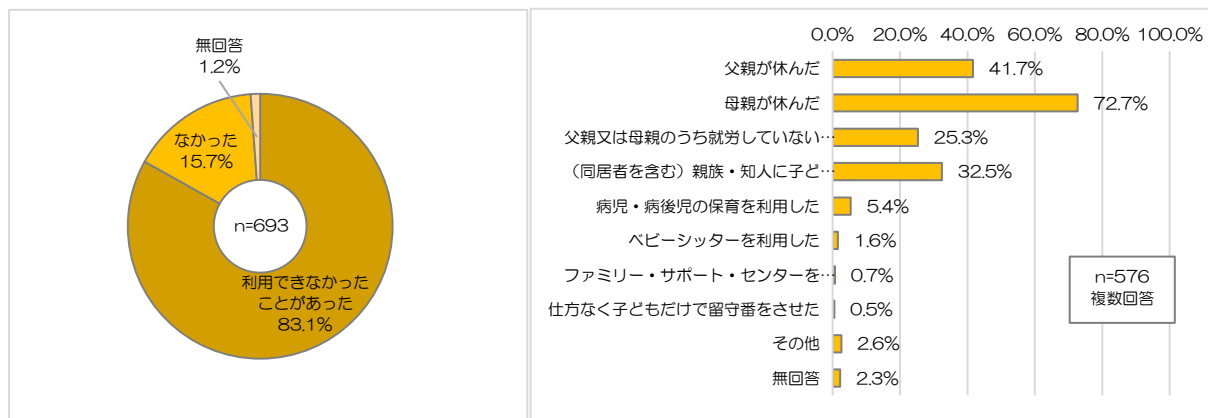 無回答
1.2%
なかった
15.7%
n=693
利用できなかった
ことがあった
83.1%
0.0% 20.0% 40.0% 60.0% 80.0% 100.0%
父親が休んだ 41.7%
母親が休んだ 72.7%
父親又は母親のうち就労していない… 25.3%
（同居者を含む）親族・知人に子ど… 32.5%
病児・病後児の保育を利用した 5.4%
ベビーシッターを利用した 1.6%
ファミリー・サポート・センターを… 0.7%
仕方なく子どもだけで留守番をさせた 0.5%
その他 2.6%
無回答 2.3%
n=576
複数回答